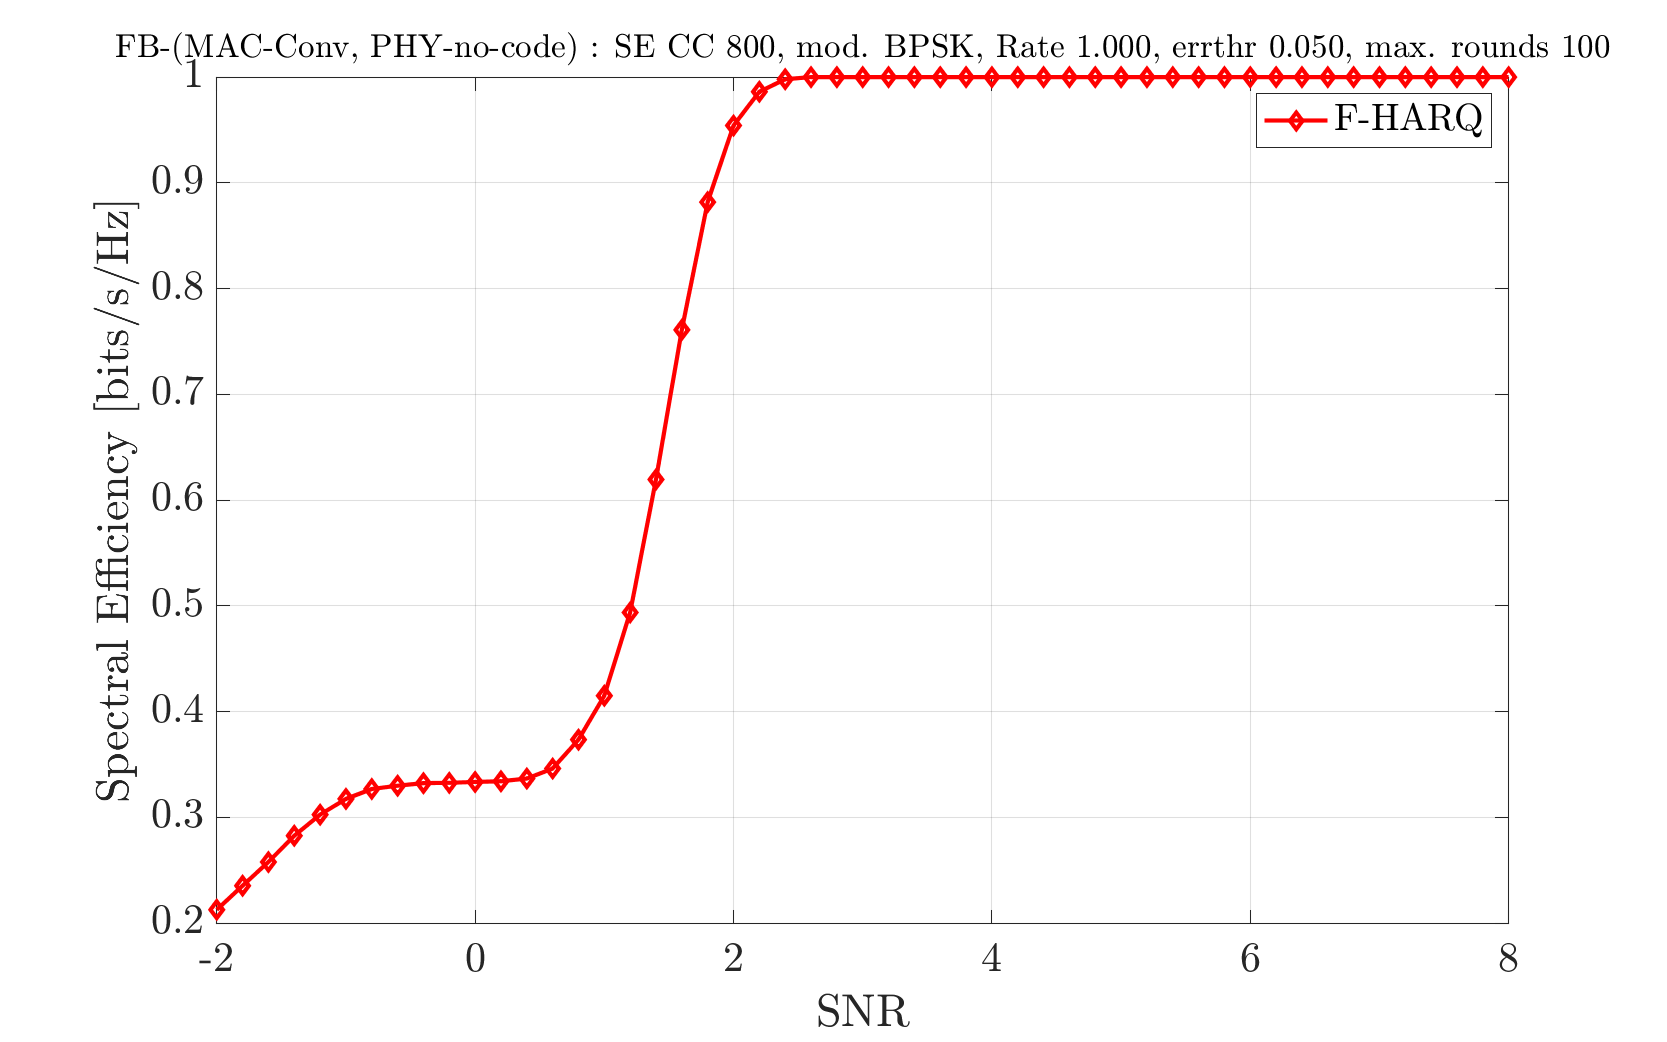 FB-(MAC-Conv, PHY-no-code) : SE CC 800, mod. BPSK, Rate 1.000, errthr 0.050, max. rounds 100
F-HARQ
Spectral Efficiency [bits/s/Hz]
1
0.9
0.8
0.7
0.6
0.5
0.4
0.3
0.2
-2 0 2 4 6 8
SNR